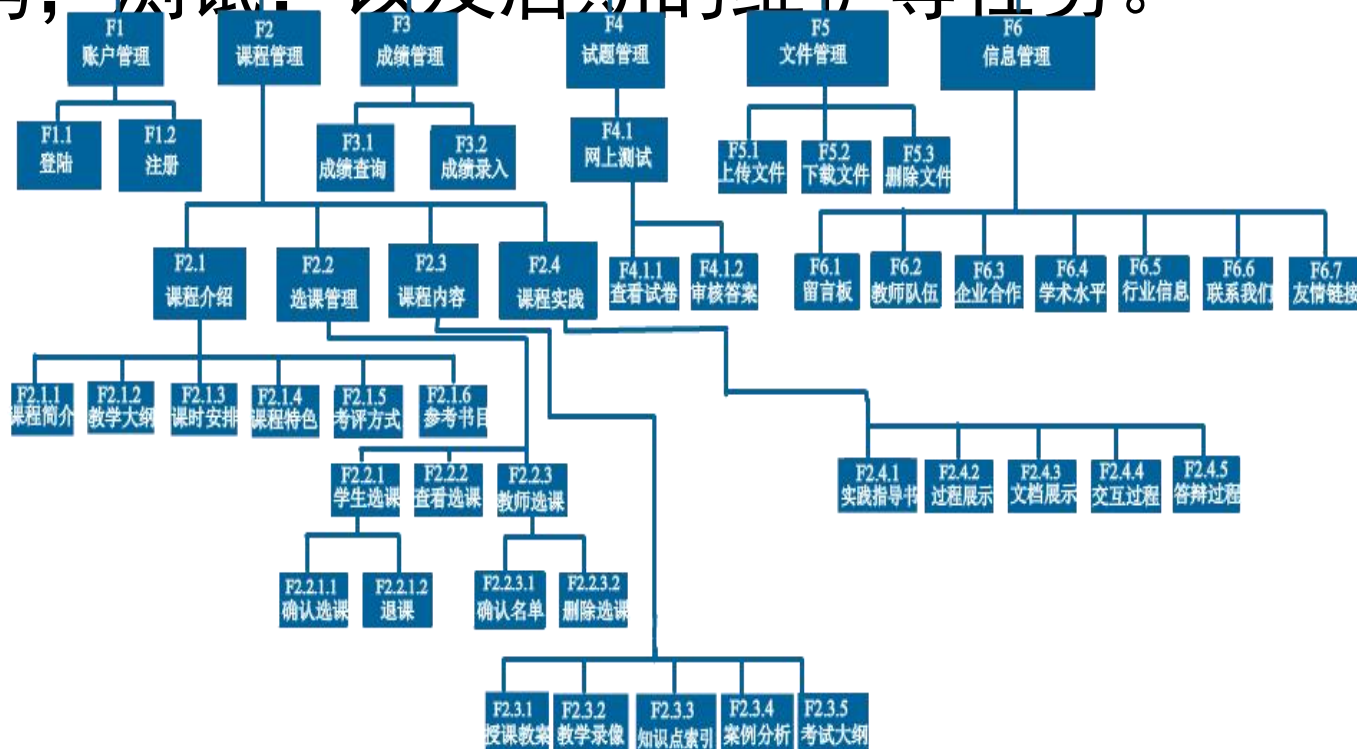 测试,以及后期的维护等任务。
F1
账户管理
F2
课程管理
F3
成绩管理
F4
试题管理
F5
文件管理
F6
信息管理
F1.1
登陆
F1.2
注册
F3.1
成绩查询
F3.2
成绩录入
F4.1
网上测试
F5.1
上传文件
F5.2
下载文件
F5.3
删除文件
F2.1
课程介绍
F2.2
选课管理
F2.3
课程内容
F2.4
课程实践
F4.1.1
查看试卷
F4.1.2
审核答案
F6.1
留言板
F6.2
教师队伍
F6.3
企业合作
F6.4
学术水平
F6.5
行业信息
F6.6
联系我们
F6.7
友情链接
F2.1.1
课程简介
F2.1.2
教学大纲
F2.1.3
课时安排
F2.1.4
课程特色
F2.1.5
考评方式
F2.1.6
参考书目
F2.2.1
学生选课
F2.2.2
查看选课
F2.2.3
教师选课
F2.4.1
实践指导书
F2.4.2
过程展示
F2.4.3
文档展示
F2.4.4
交互过程
F2.4.5
答辩过程
F2.2.1.1
确认选课
F2.2.1.2
退课
F2.2.3.1
确认名单
F2.2.3.2
删除选课
F2.3.1
授课教案
F2.3.2
教学录像
F2.3.3
知识点索引
F2.3.4
案例分析
F2.3.5
考试大纲